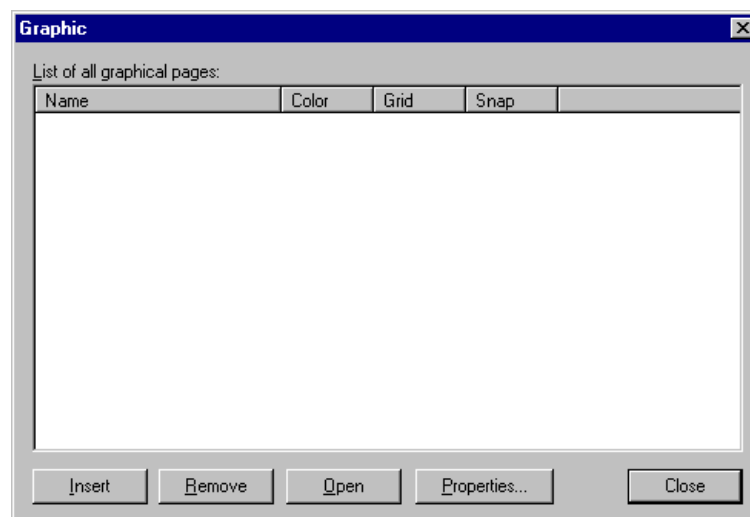 Graphic
List of all graphical pages:
Name Color Grid Snap
Insert Remove Open Properties... Close